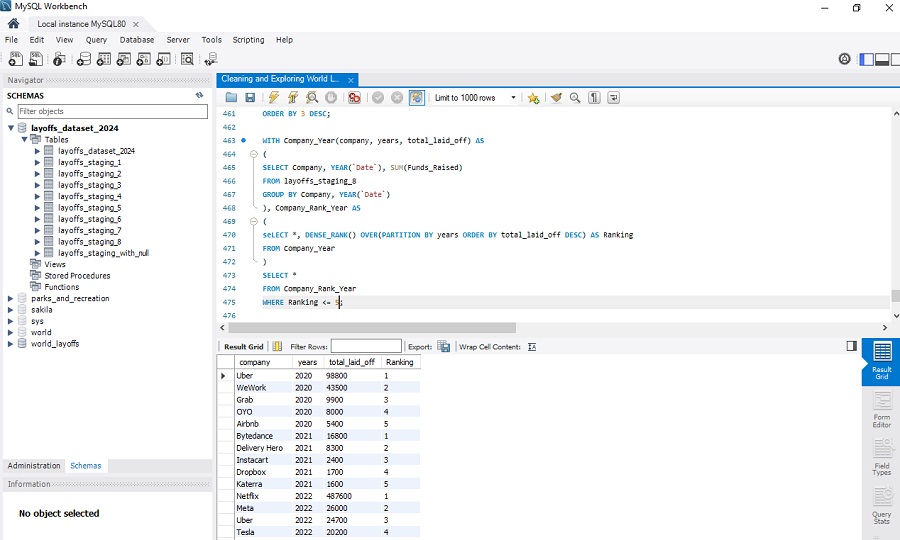 MySQL Workbench
Local instance MySQL80 ×
File Edit View Query Database Server Tools Scripting Help
Navigator
SCHEMAS
Filter objects
layoffs_dataset_2024
Tables
layoffs_dataset_2024
layoffs_staging_1
layoffs_staging_2
layoffs_staging_3
layoffs_staging_4
layoffs_staging_5
layoffs_staging_6
layoffs_staging_7
layoffs_staging_8
layoffs_staging_with_null
Views
Stored Procedures
Functions
parks_and_recreation
sakila
sys
world
world_layoffs
Administration Schemas
Information
No object selected
Cleaning and Exploring World L... ×
Limit to 1000 rows
461 ORDER BY 3 DESC;
462
463 WITH Company_Year(company, years, total_laid_off) AS
464 (
465 SELECT Company, YEAR(`Date`), SUM(Funds_Raised)
466 FROM layoffs_staging_8
467 GROUP BY Company, YEAR(`Date`)
468 ), Company_Rank_Year AS
469 (
470 seLECT *, DENSE_RANK() OVER(PARTITION BY years ORDER BY total_laid_off DESC) AS Ranking
471 FROM Company_Year
472 )
473 SELECT *
474 FROM Company_Rank_Year
475 WHERE Ranking <= 5;
476
Result Grid Filter Rows: Export: Wrap Cell Content: IA
company years total_laid_off Ranking
Uber 2020 98800 1
WeWork 2020 43500 2
Grab 2020 9900 3
OYO 2020 8000 4
Airbnb 2020 5400 5
Bytedance 2021 16800 1
Delivery Hero 2021 8300 2
Instacart 2021 2400 3
Dropbox 2021 1700 4
Katerra 2021 1600 5
Netflix 2022 487600 1
Meta 2022 26000 2
Uber 2022 24700 3
Tesla 2022 20200 4
Result
Grid
Form
Editor
Field
Types
Query
Stats